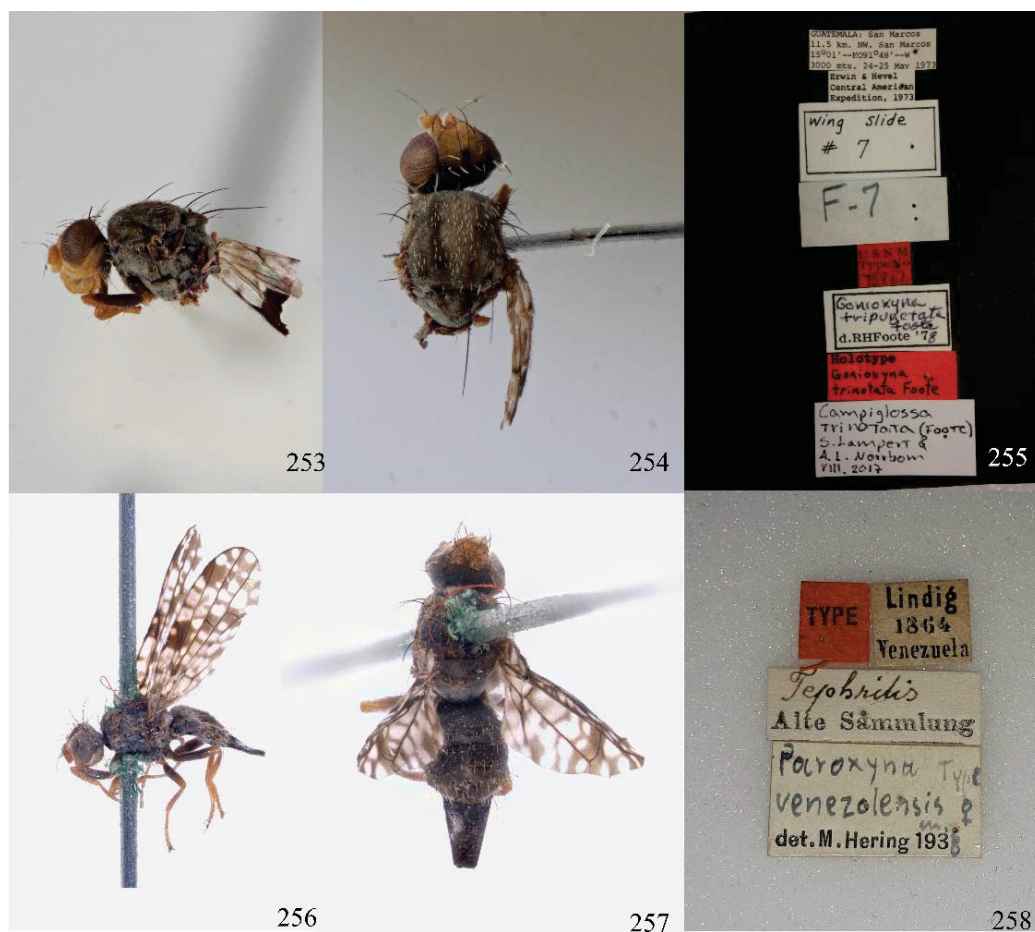 253
254
GUATEMALA: San Marcos
11.5 km. NW. San Marcos
15°01'--N091°48'--W
3000 mts. 24-25 May 1973
Erwin & Hevel
Central American
Expedition, 1973
Wing slide
# 7
F-7
USNM
Type No
Gonioxyna
tripunctata
Foote
d.RHFoote '78
Holotype
Gonioxyna
trinotata Foote
Campiglossa
TrinoTaTa (FooTe)
S. Lampert &
A.L. Norrbom
VIII. 2017
255
256
257
TYPE
Lindig
1864
Venezuela
Tephritis
Alte Sammlung
Paroxyna Type
venezolensis ♀
m.
det. M. Hering 1938
258